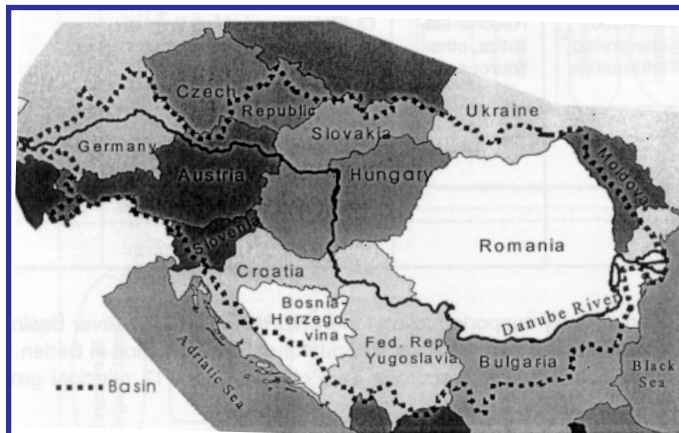 Czech
Republic
Ukraine
Germany
Slovakia
Moldova
Austria
Hungary
Slovenia
Romania
Croatia
Bosnia-
Herzego-
vina
Danube River
Fed. Rep
Yugoslavia
Bulgaria
Adriatic Sea
Black
Sea
Basin